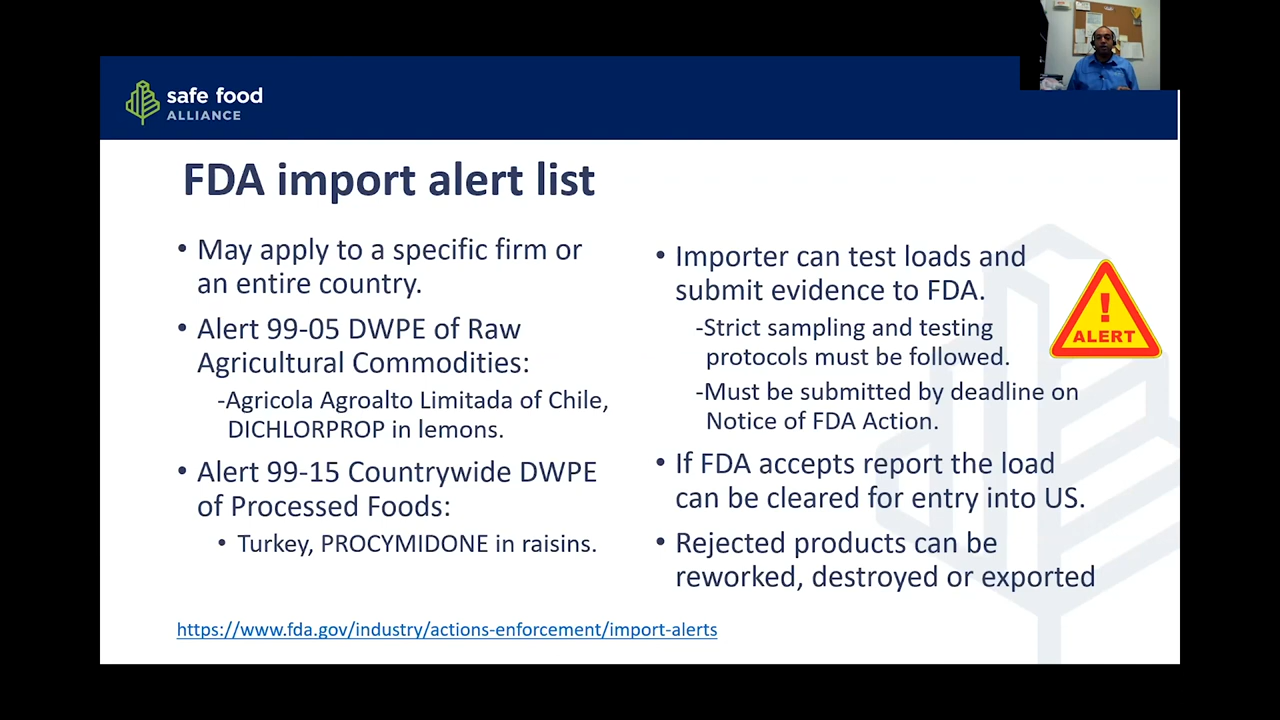 safe food
ALLIANCE
FDA import alert list
• May apply to a specific firm or
an entire country.
• Alert 99-05 DWPE of Raw
Agricultural Commodities:
-Agricola Agroalto Limitada of Chile,
DICHLORPROP in lemons.
• Alert 99-15 Countrywide DWPE
of Processed Foods:
• Turkey, PROCYMIDONE in raisins.
• Importer can test loads and
submit evidence to FDA.
-Strict sampling and testing
protocols must be followed.
-Must be submitted by deadline on
Notice of FDA Action.
• If FDA accepts report the load
can be cleared for entry into US.
• Rejected products can be
reworked, destroyed or exported
!
ALERT
https://www.fda.gov/industry/actions-enforcement/import-alerts